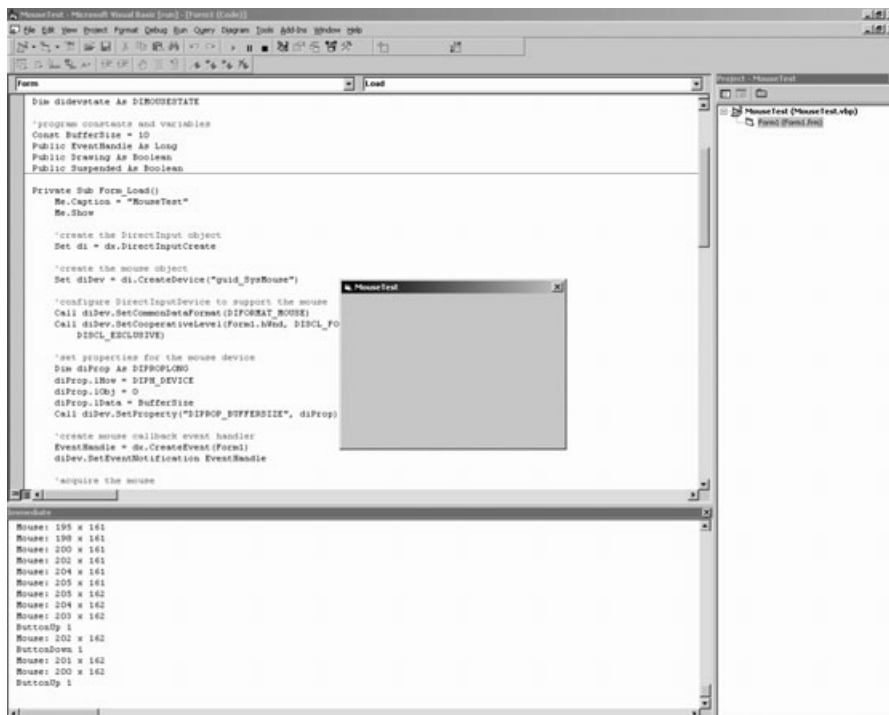 MouseTest - Microsoft Visual Basic [run] - [Form1 (Code)]
File Edit View Project Format Debug Run Query Diagram Tools Add-Ins Window Help
Form
Load
Project - MouseTest
MouseTest (MouseTest.vbp)
Form1 (Form1.frm)
Dim didevstate As DIMOUSESTATE
'program constants and variables
Const BufferSize = 10
Public EventHandle As Long
Public Drawing As Boolean
Public Suspended As Boolean
Private Sub Form_Load()
Me.Caption = "MouseTest"
Me.Show
'create the DirectInput object
Set di = dx.DirectInputCreate
'create the mouse object
Set diDev = di.CreateDevice("guid_SysMouse")
'configure DirectInputDevice to support the mouse
Call diDev.SetCommonDataFormat(DIFORMAT_MOUSE)
Call diDev.SetCooperativeLevel(Form1.hWnd, DISCL_FO
DISCL_EXCLUSIVE)
'set properties for the mouse device
Dim diProp As DIPROPLONG
diProp.lHow = DIPH_DEVICE
diProp.lObj = 0
diProp.lData = BufferSize
Call diDev.SetProperty("DIPROP_BUFFERSIZE", diProp)
'create mouse callback event handler
EventHandle = dx.CreateEvent(Form1)
diDev.SetEventNotification EventHandle
'acquire the mouse
MouseTest
Immediate
Mouse: 195 x 161
Mouse: 198 x 161
Mouse: 200 x 161
Mouse: 202 x 161
Mouse: 204 x 161
Mouse: 205 x 161
Mouse: 205 x 162
Mouse: 204 x 162
Mouse: 203 x 162
ButtonUp 1
Mouse: 202 x 162
ButtonDown 1
Mouse: 201 x 162
Mouse: 200 x 162
ButtonUp 1